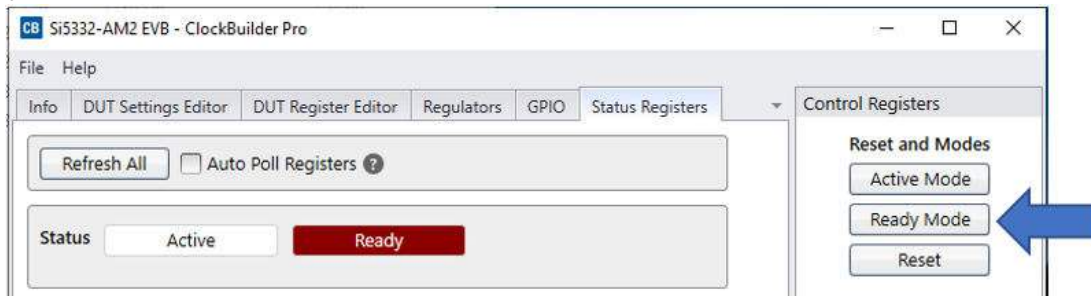 CB Si5332-AM2 EVB - ClockBuilder Pro
File Help
Info DUT Settings Editor DUT Register Editor Regulators GPIO Status Registers
Control Registers
Refresh All Auto Poll Registers ?
Reset and Modes
Active Mode
Ready Mode
Reset
Status Active Ready